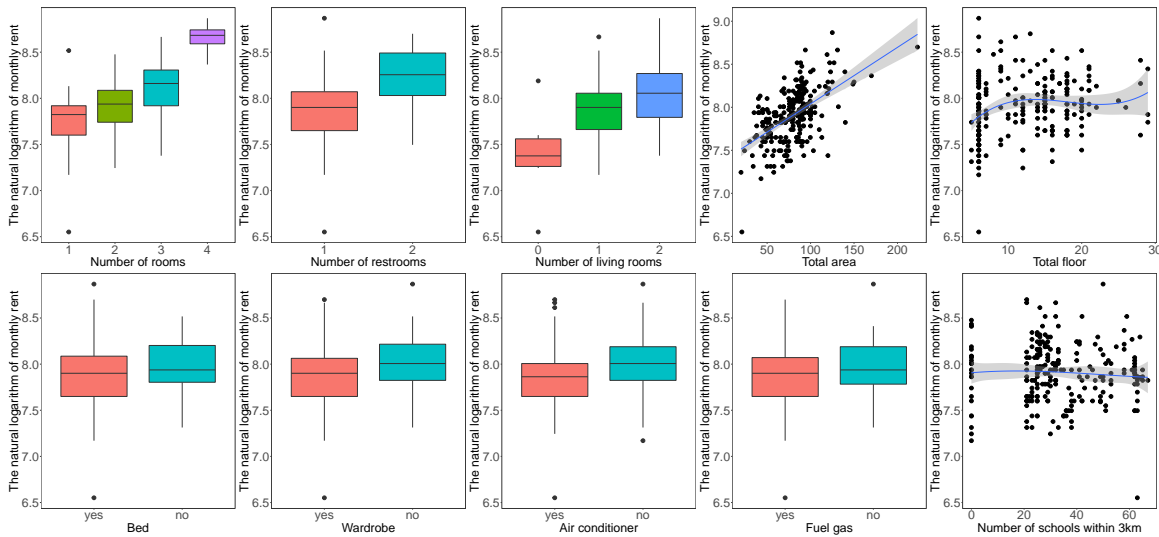 The natural logarithm of monthly rent
8.5
8.0
7.5
7.0
6.5
1 2 3 4
Number of rooms
The natural logarithm of monthly rent
8.5
8.0
7.5
7.0
6.5
1 2
Number of restrooms
The natural logarithm of monthly rent
8.5
8.0
7.5
7.0
6.5
0 1 2
Number of living rooms
The natural logarithm of monthly rent
9.0
8.5
8.0
7.5
7.0
6.5
50 100 150 200
Total area
The natural logarithm of monthly rent
8.5
8.0
7.5
7.0
6.5
10 20 30
Total floor
The natural logarithm of monthly rent
8.5
8.0
7.5
7.0
6.5
yes no
Bed
The natural logarithm of monthly rent
8.5
8.0
7.5
7.0
6.5
yes no
Wardrobe
The natural logarithm of monthly rent
8.5
8.0
7.5
7.0
6.5
yes no
Air conditioner
The natural logarithm of monthly rent
8.5
8.0
7.5
7.0
6.5
yes no
Fuel gas
The natural logarithm of monthly rent
8.5
8.0
7.5
7.0
6.5
0 20 40 60
Number of schools within 3km